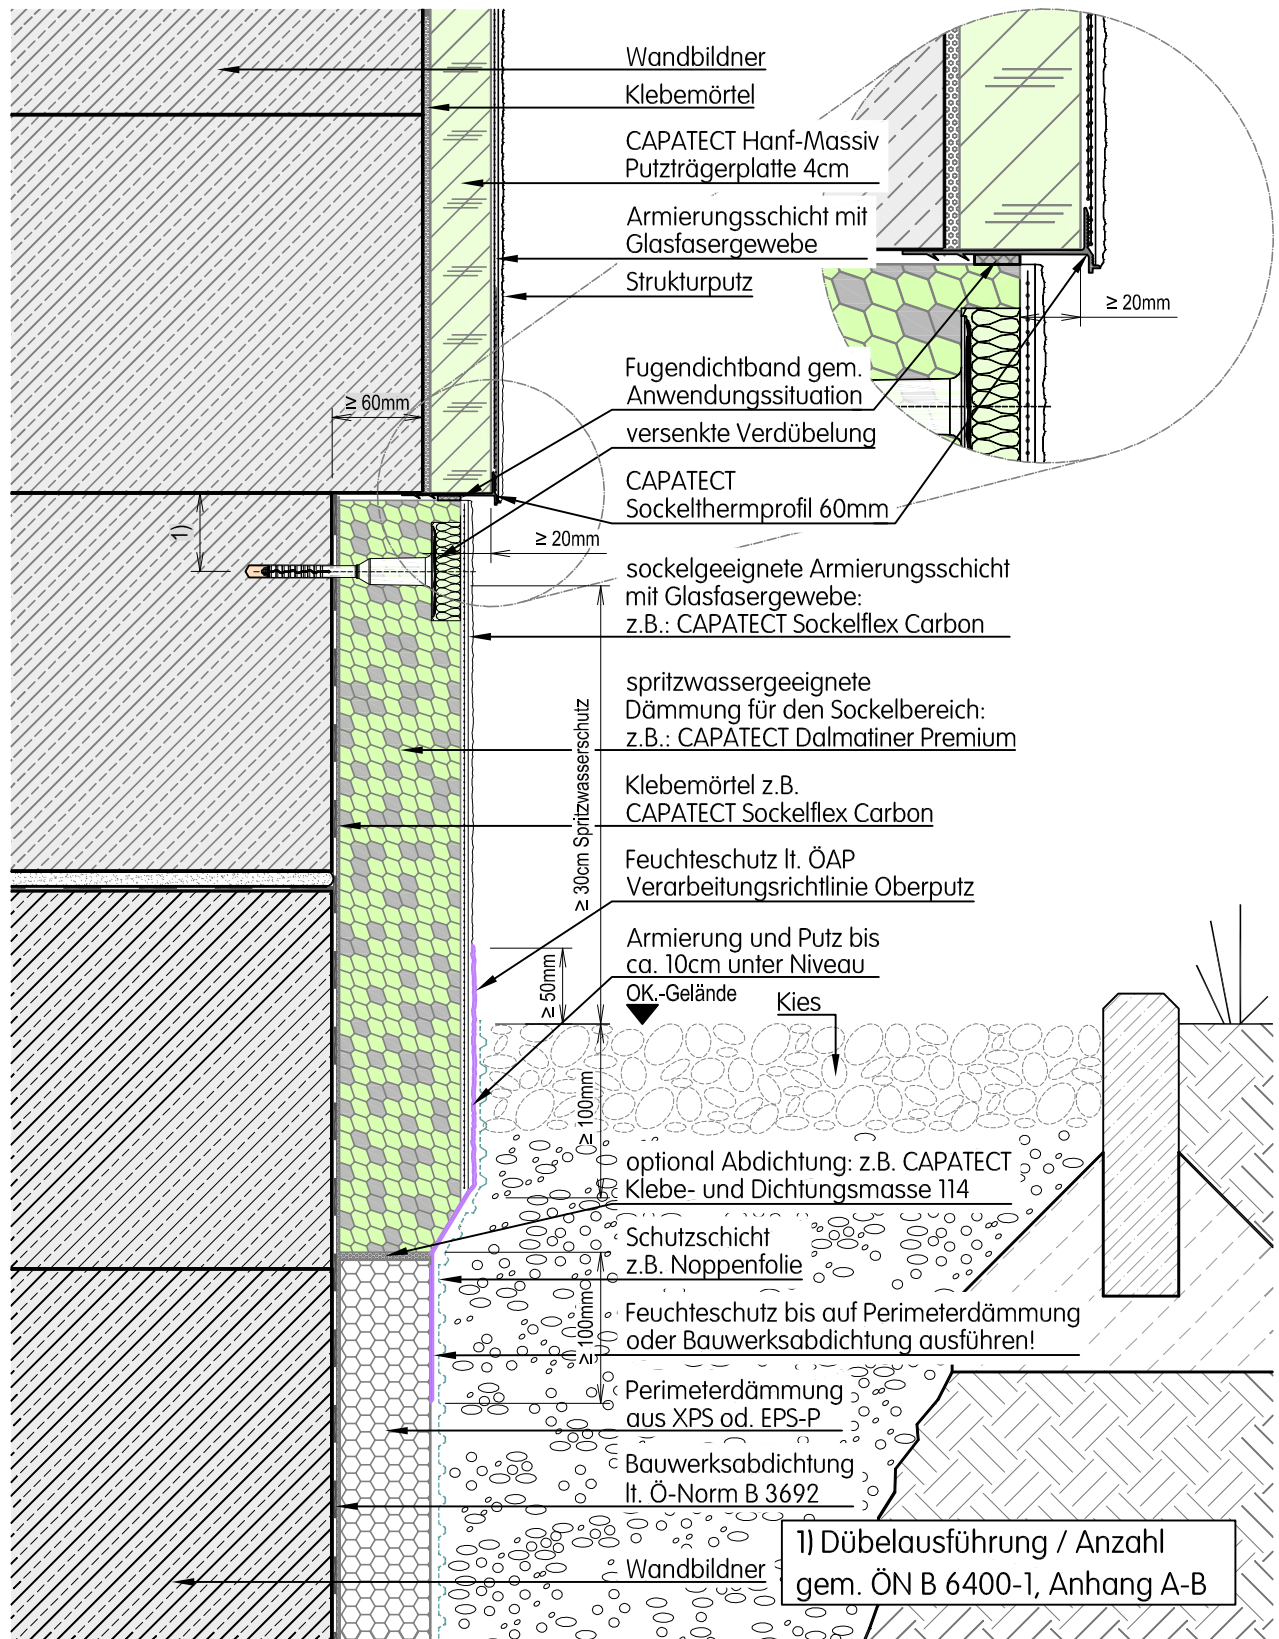 Wandbildner
Klebemörtel
CAPATECT Hanf-Massiv
Putzträgerplatte 4cm
Armierungsschicht mit
Glasfasergewebe
Strukturputz
≥ 20mm
Fugendichtband gem.
Anwendungssituation
≥ 60mm
versenkte Verdübelung
CAPATECT
Sockelthermprofil 60mm
1)
≥ 20mm
sockelgeeignete Armierungsschicht
mit Glasfasergewebe:
z.B.: CAPATECT Sockelflex Carbon
spritzwassergeeignete
Dämmung für den Sockelbereich:
z.B.: CAPATECT Dalmatiner Premium
≥ 30cm Spritzwasserschutz
Klebemörtel z.B.
CAPATECT Sockelflex Carbon
Feuchteschutz lt. ÖAP
Verarbeitungsrichtlinie Oberputz
Armierung und Putz bis
ca. 10cm unter Niveau
≥ 50mm
OK.-Gelände
Kies
≥ 100mm
optional Abdichtung: z.B. CAPATECT
Klebe- und Dichtungsmasse 114
Schutzschicht
z.B. Noppenfolie
≥ 100mm
Feuchteschutz bis auf Perimeterdämmung
oder Bauwerksabdichtung ausführen!
Perimeterdämmung
aus XPS od. EPS-P
Bauwerksabdichtung
lt. Ö-Norm B 3692
Wandbildner
1) Dübelausführung / Anzahl
gem. ÖN B 6400-1, Anhang A-B